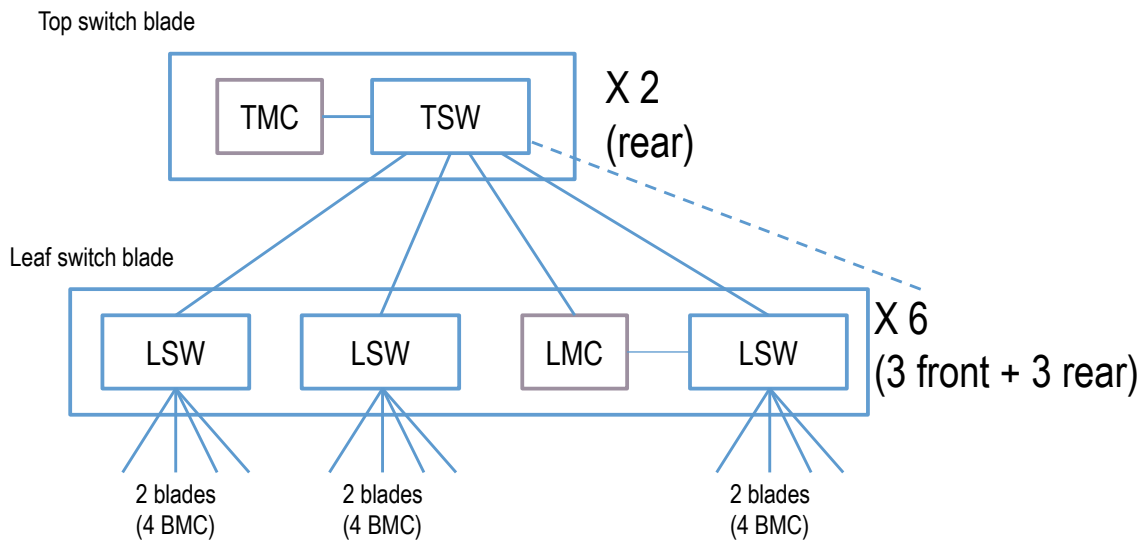 Top switch blade
TMC
TSW
X 2
(rear)
Leaf switch blade
LSW
LSW
LMC
LSW
X 6
(3 front + 3 rear)
2 blades
(4 BMC)
2 blades
(4 BMC)
2 blades
(4 BMC)